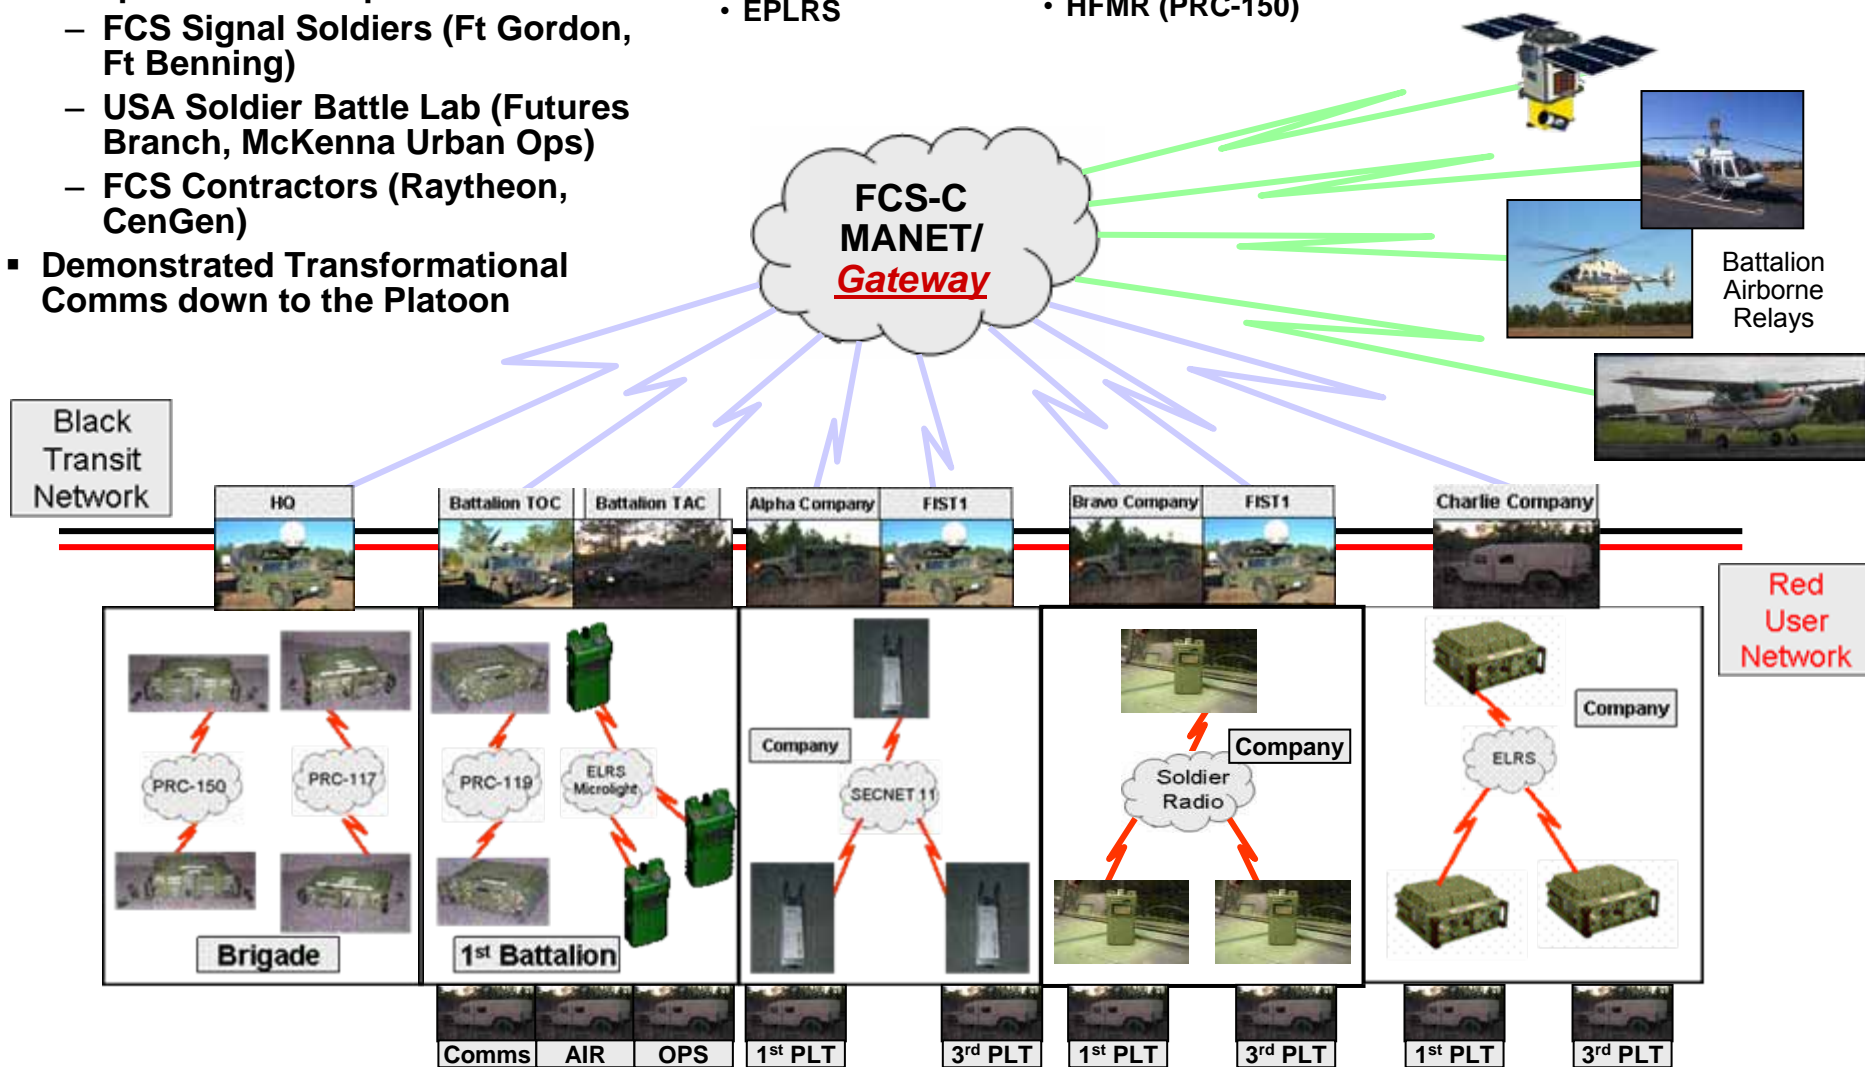 • EPLRS
• HFMR (PRC-150)
– FCS Signal Soldiers (Ft Gordon,
Ft Benning)
– USA Soldier Battle Lab (Futures
Branch, McKenna Urban Ops)
– FCS Contractors (Raytheon,
CenGen)
▪ Demonstrated Transformational
Comms down to the Platoon
FCS-C
MANET/
Gateway
Battalion
Airborne
Relays
Black
Transit
Network
HQ
Battalion TOC
Battalion TAC
Alpha Company
FIST1
Bravo Company
FIST1
Charlie Company
Red
User
Network
PRC-150
PRC-117
Brigade
PRC-119
ELRS
Microlight
1st Battalion
Company
SECNET 11
Company
Soldier
Radio
Company
ELRS
Comms
AIR
OPS
1st PLT
3rd PLT
1st PLT
3rd PLT
1st PLT
3rd PLT